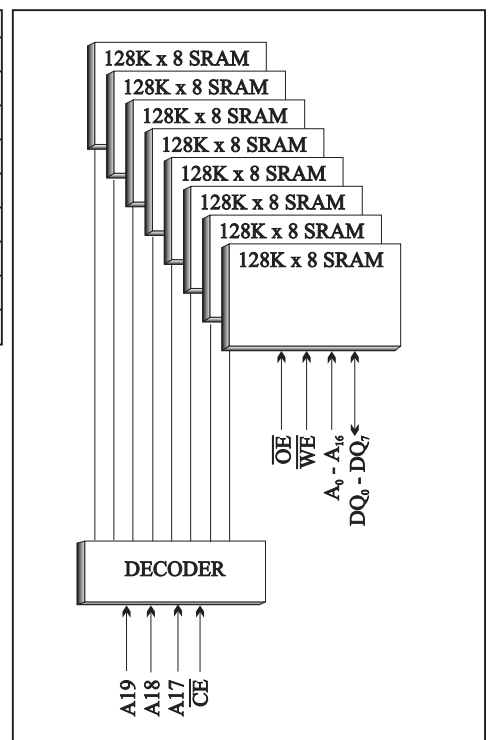 128K x 8 SRAM
128K x 8 SRAM
128K x 8 SRAM
128K x 8 SRAM
128K x 8 SRAM
128K x 8 SRAM
128K x 8 SRAM
128K x 8 SRAM
OE
WE
A₀ - A₁₆
DQ₀ - DQ₇
DECODER
A19
A18
A17
CE